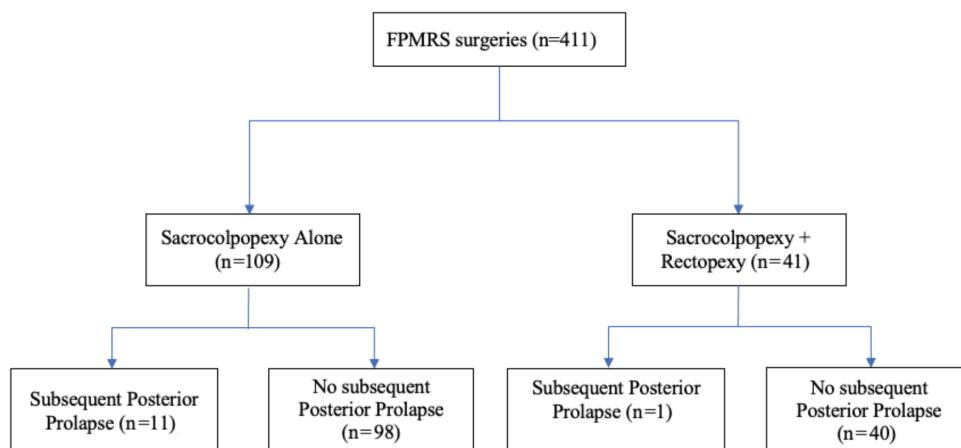 FPMRS surgeries (n=411)
Sacrocolpopexy Alone
(n=109)
Sacrocolpopexy +
Rectopexy (n=41)
Subsequent Posterior
Prolapse (n=11)
No subsequent
Posterior Prolapse
(n=98)
Subsequent Posterior
Prolapse (n=1)
No subsequent
Posterior Prolapse
(n=40)